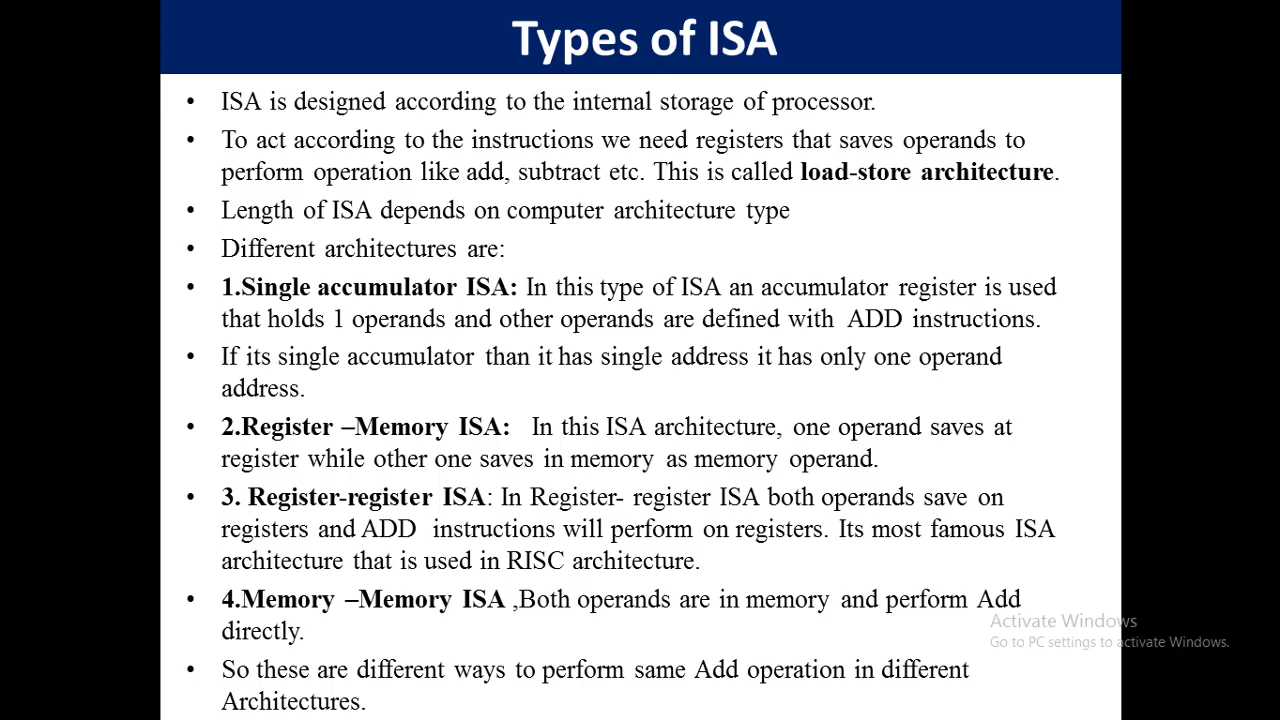 Types of ISA
• ISA is designed according to the internal storage of processor.
• To act according to the instructions we need registers that saves operands to
perform operation like add, subtract etc. This is called load-store architecture.
• Length of ISA depends on computer architecture type
• Different architectures are:
• 1.Single accumulator ISA: In this type of ISA an accumulator register is used
that holds 1 operands and other operands are defined with ADD instructions.
• If its single accumulator than it has single address it has only one operand
address.
• 2.Register –Memory ISA: In this ISA architecture, one operand saves at
register while other one saves in memory as memory operand.
• 3. Register-register ISA: In Register- register ISA both operands save on
registers and ADD instructions will perform on registers. Its most famous ISA
architecture that is used in RISC architecture.
• 4.Memory –Memory ISA ,Both operands are in memory and perform Add
directly.
• So these are different ways to perform same Add operation in different
Architectures.
Activate Windows
Go to PC settings to activate Windows.